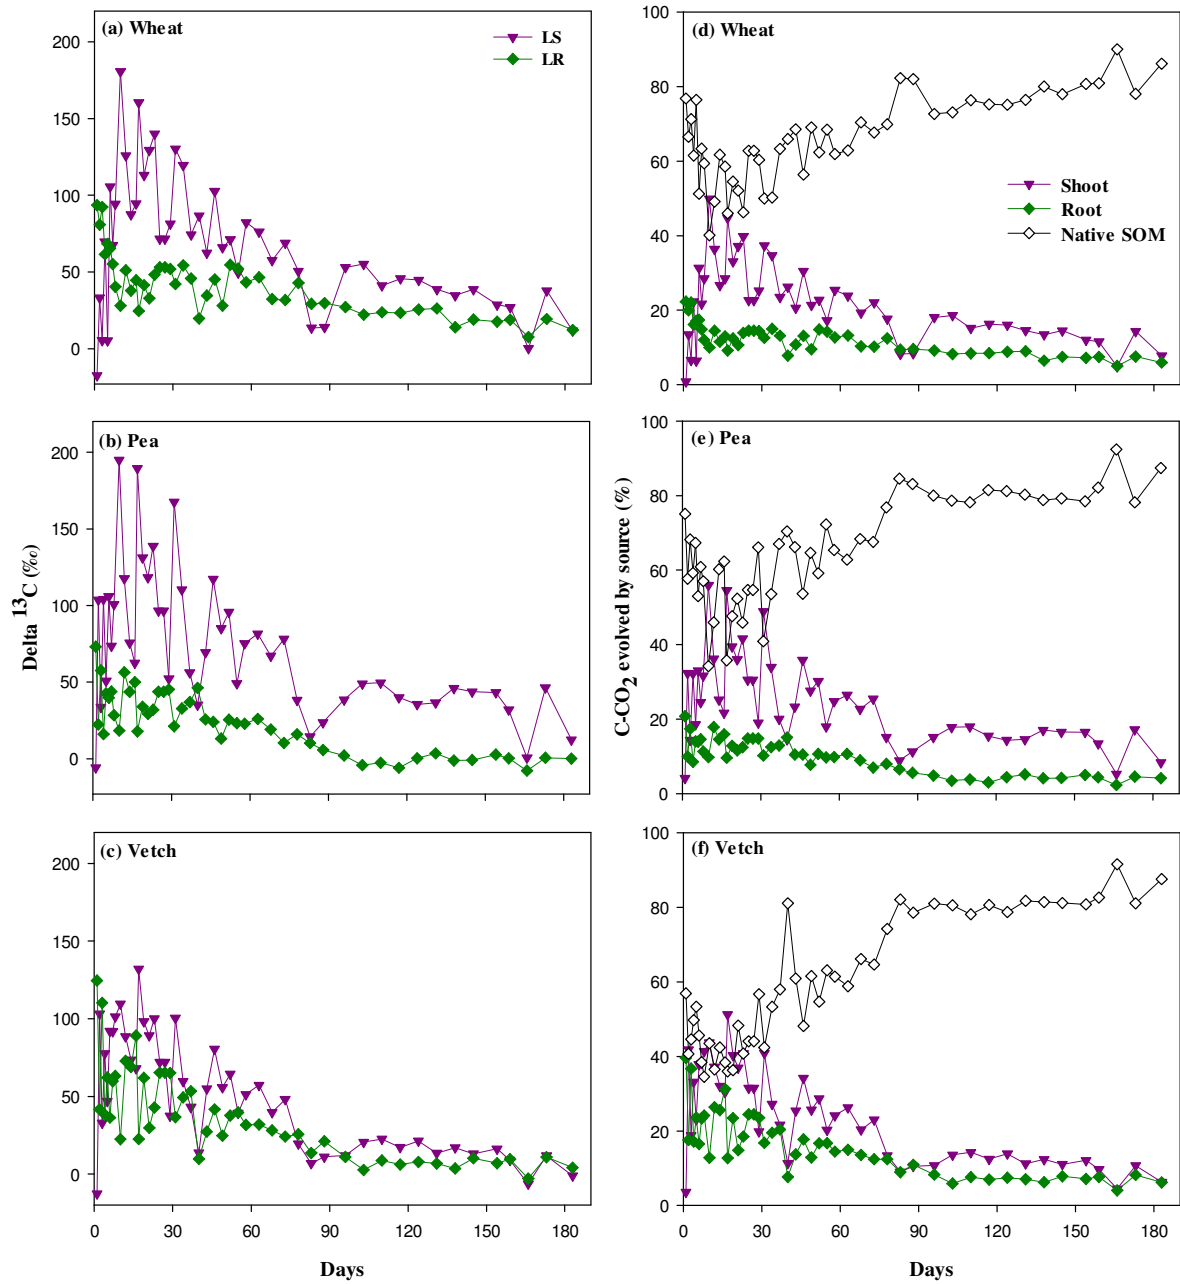 (a) Wheat
LS
LR
200
150
100
50
0
(d) Wheat
Shoot
Root
Native SOM
100
80
60
40
20
0
(b) Pea
200
150
100
50
0
Delta ¹³C (‰)
(e) Pea
100
80
60
40
20
0
C-CO₂ evolved by source (%)
(c) Vetch
200
150
100
50
0
0 30 60 90 120 150 180
Days
(f) Vetch
100
80
60
40
20
0
0 30 60 90 120 150 180
Days